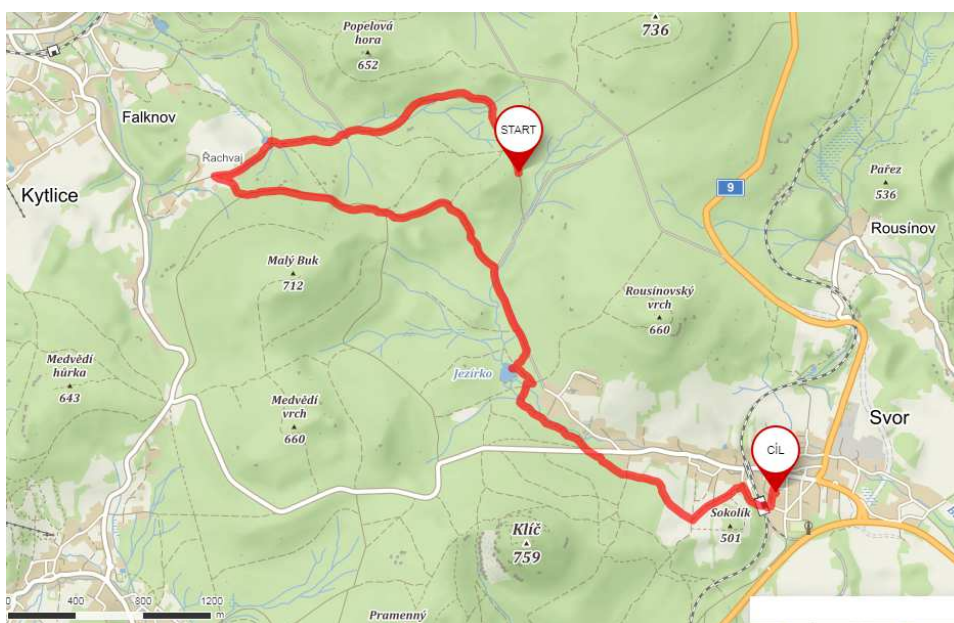 Popelová
hora
652
736
Falknov
START
Řachvaj
Kytlice
9
Pařez
536
Rousínov
Malý Buk
712
Rousínovský
vrch
660
Medvědí
hůrka
643
Jezírko
Medvědí
vrch
660
Svor
CÍL
Sokolík
501
Klíč
759
Pramenný
0 400 800 1200
m